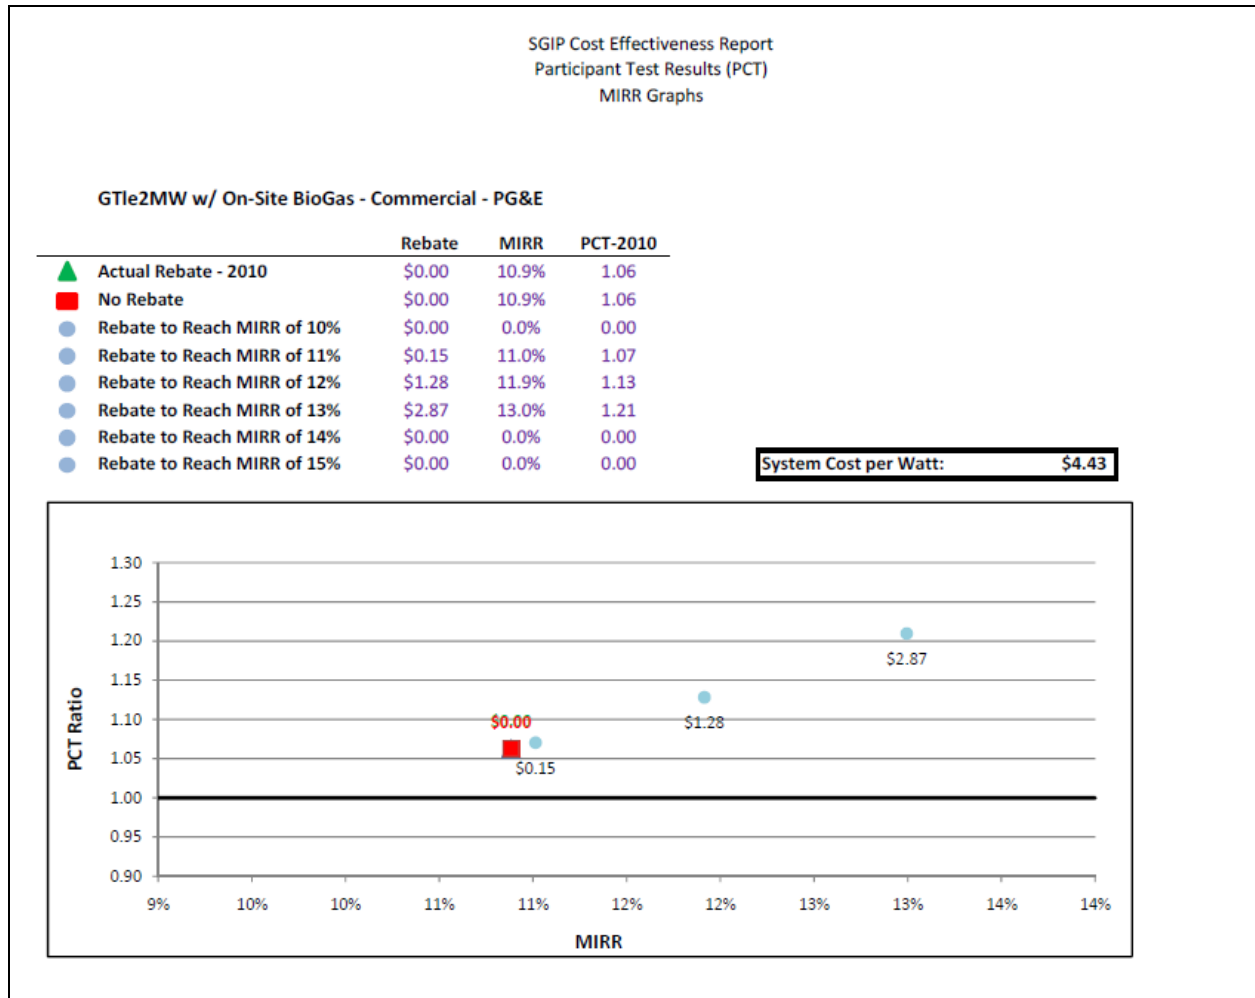 SGIP Cost Effectiveness Report
Participant Test Results (PCT)
MIRR Graphs
GTle2MW w/ On-Site BioGas - Commercial - PG&E
Rebate MIRR PCT-2010
Actual Rebate - 2010 $0.00 10.9% 1.06
No Rebate $0.00 10.9% 1.06
Rebate to Reach MIRR of 10% $0.00 0.0% 0.00
Rebate to Reach MIRR of 11% $0.15 11.0% 1.07
Rebate to Reach MIRR of 12% $1.28 11.9% 1.13
Rebate to Reach MIRR of 13% $2.87 13.0% 1.21
Rebate to Reach MIRR of 14% $0.00 0.0% 0.00
Rebate to Reach MIRR of 15% $0.00 0.0% 0.00
System Cost per Watt: $4.43
PCT Ratio
1.30
1.25
1.20
1.15
1.10
1.05
1.00
0.95
0.90
$0.00
$0.15
$1.28
$2.87
9% 10% 10% 11% 11% 12% 12% 13% 13% 14% 14%
MIRR